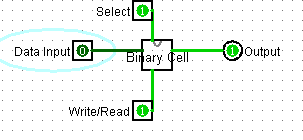 Select 1
Data Input 0
Binary Cell
1 Output
Write/Read 1